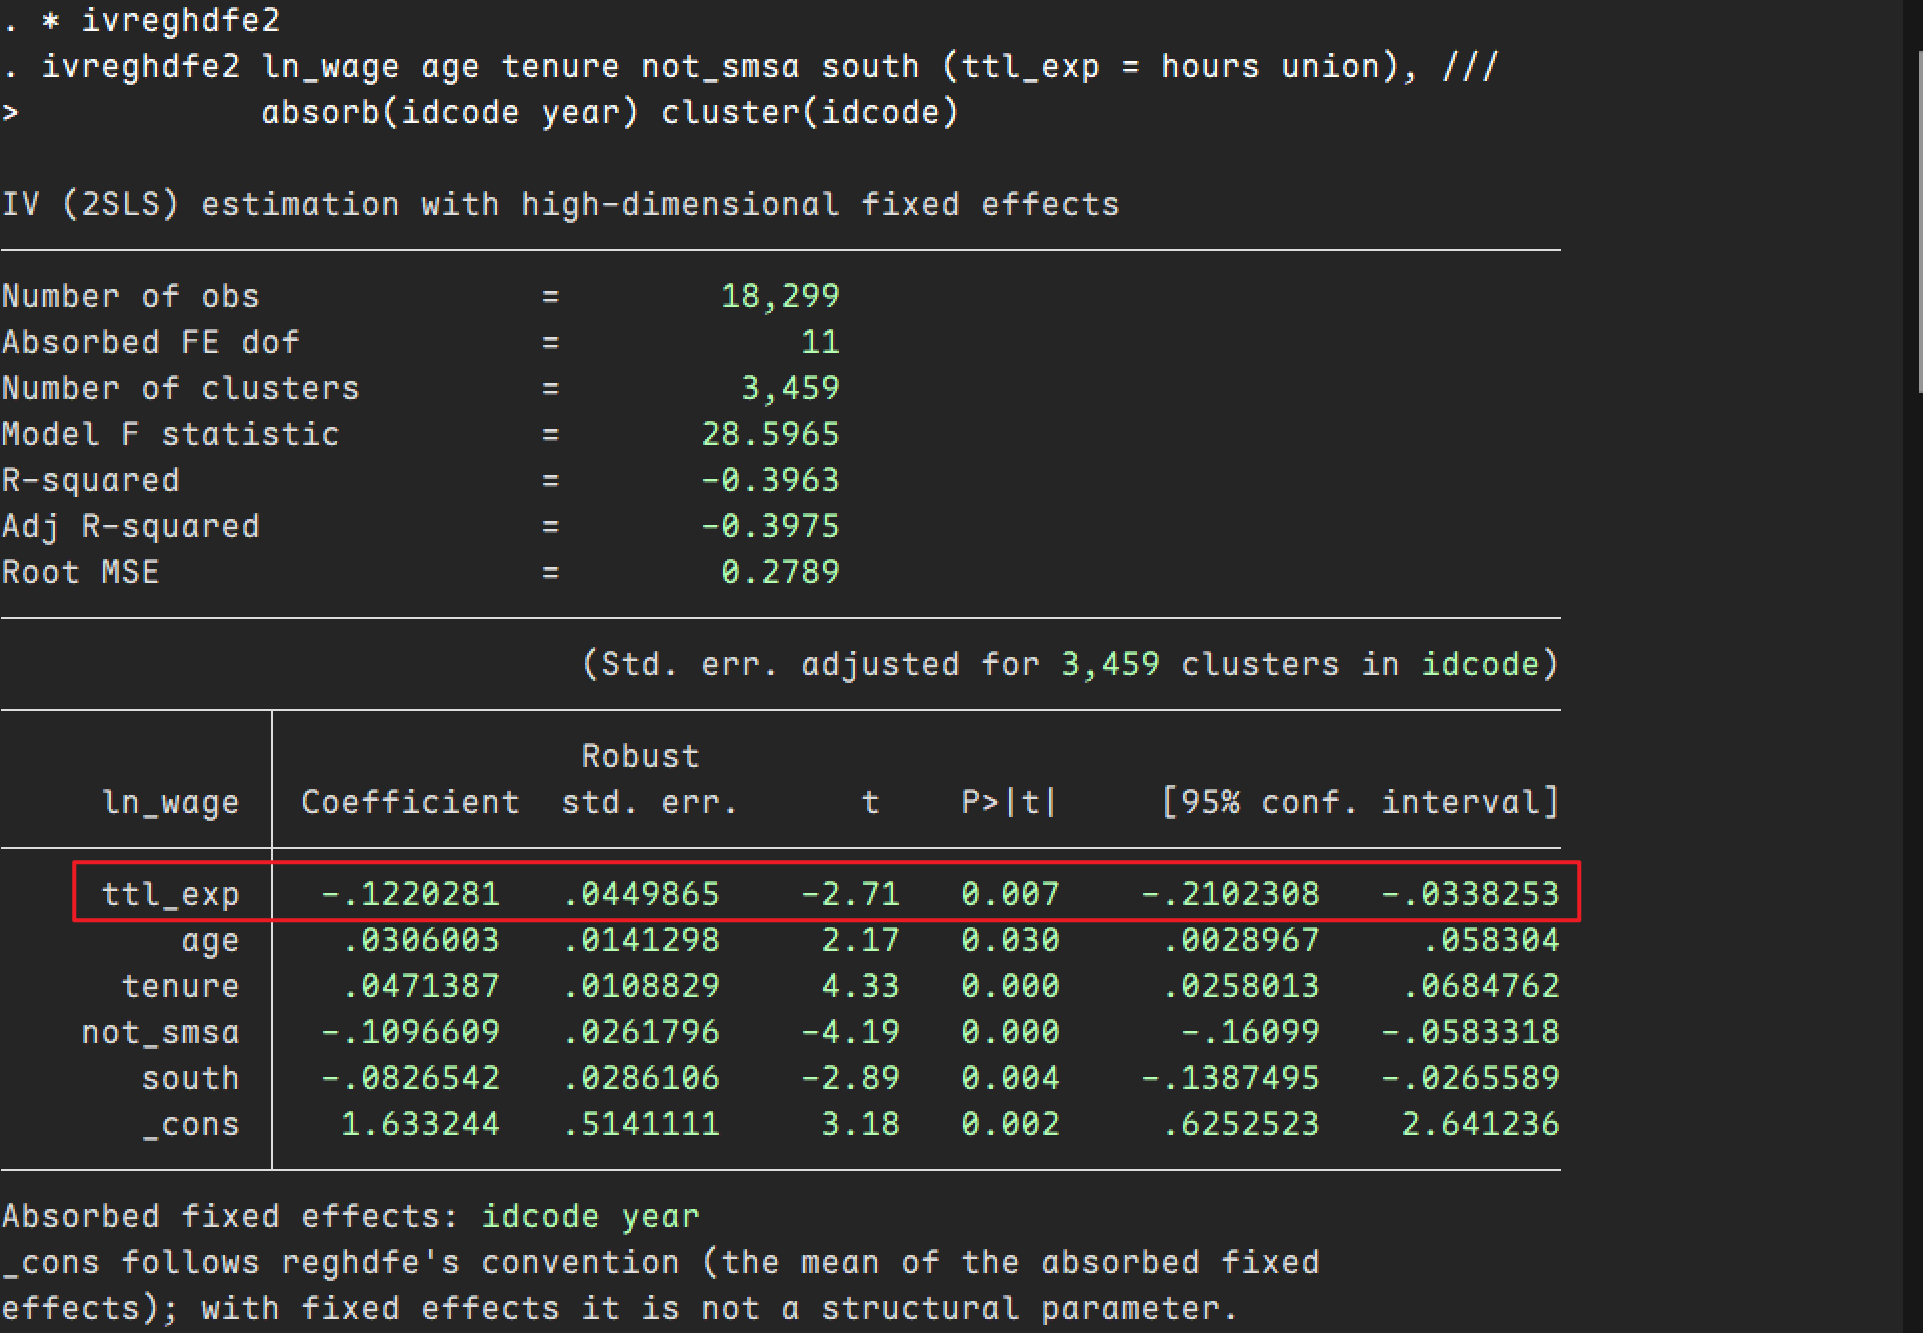 . * ivreghdfe2
. ivreghdfe2 ln_wage age tenure not_smsa south (ttl_exp = hours union), ///
> absorb(idcode year) cluster(idcode)
IV (2SLS) estimation with high-dimensional fixed effects
Number of obs = 18,299
Absorbed FE dof = 11
Number of clusters = 3,459
Model F statistic = 28.5965
R-squared = -0.3963
Adj R-squared = -0.3975
Root MSE = 0.2789
(Std. err. adjusted for 3,459 clusters in idcode)
Robust
ln_wage Coefficient std. err. t P>|t| [95% conf. interval]
ttl_exp -.1220281 .0449865 -2.71 0.007 -.2102308 -.0338253
age .0306003 .0141298 2.17 0.030 .0028967 .058304
tenure .0471387 .0108829 4.33 0.000 .0258013 .0684762
not_smsa -.1096609 .0261796 -4.19 0.000 -.16099 -.0583318
south -.0826542 .0286106 -2.89 0.004 -.1387495 -.0265589
_cons 1.633244 .5141111 3.18 0.002 .6252523 2.641236
Absorbed fixed effects: idcode year
_cons follows reghdfe's convention (the mean of the absorbed fixed
effects); with fixed effects it is not a structural parameter.